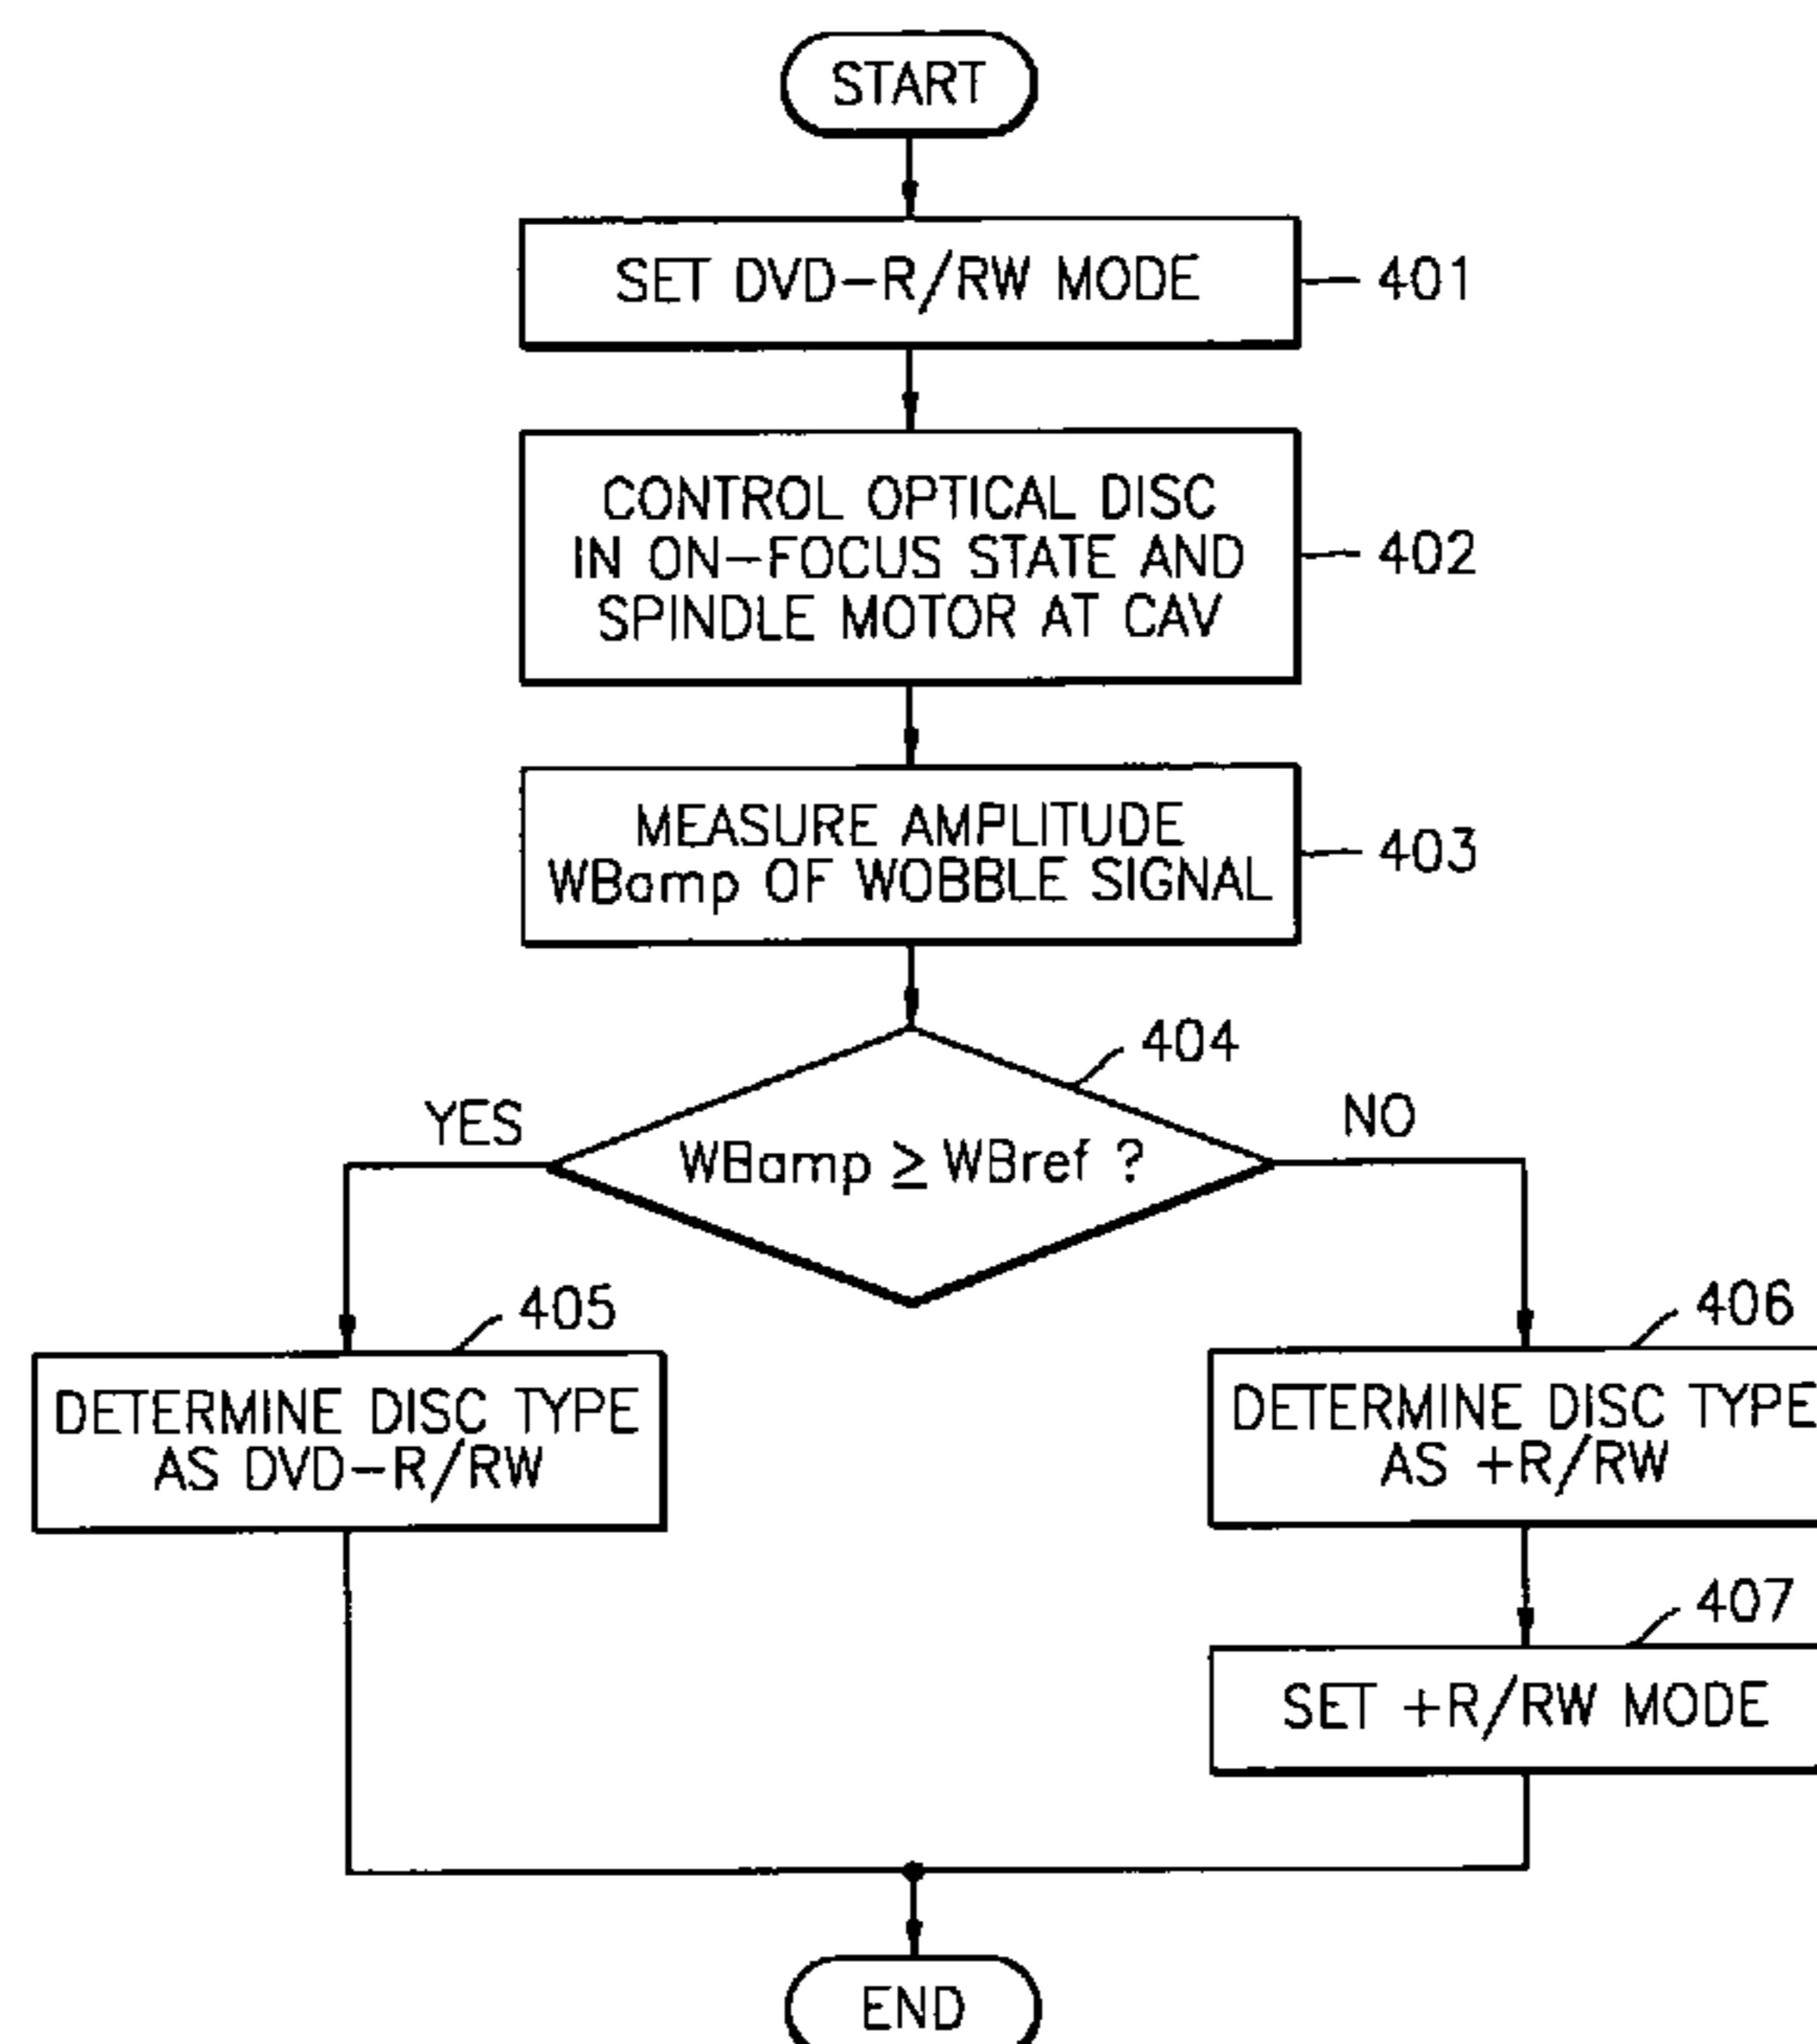 START
SET DVD-R/RW MODE
401
CONTROL OPTICAL DISC
IN ON-FOCUS STATE AND
SPINDLE MOTOR AT CAV
402
MEASURE AMPLITUDE
WBamp OF WOBBLE SIGNAL
403
404
YES
WBamp ≥ WBref ?
NO
405
DETERMINE DISC TYPE
AS DVD-R/RW
406
DETERMINE DISC TYPE
AS +R/RW
407
SET +R/RW MODE
END